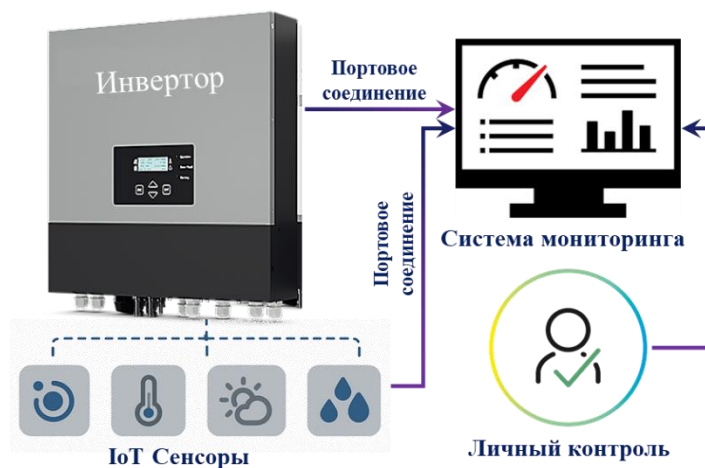 Инвертор
Портовое
соединение
Портовое
соединение
Система мониторинга
IoT Сенсоры
Личный контроль